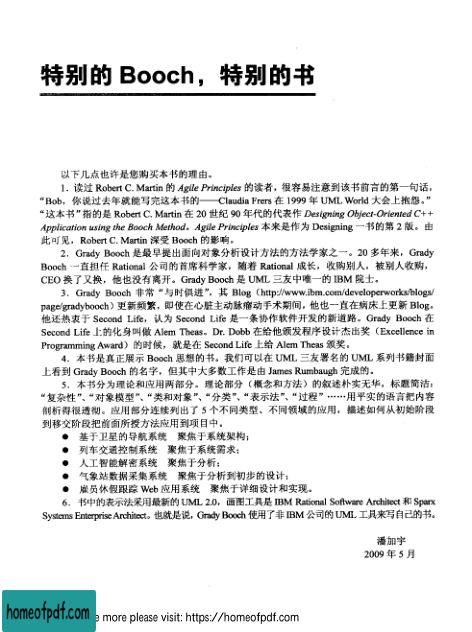 特别的 Booch，特别的书
以下几点也许是您购买本书的理由。
1．读过 Robert C. Martin 的 Agile Principles 的读者，很容易注意到该书前言的第一句话，
“Bob，你说过去年就能写完这本书的——Claudia Frers 在 1999 年 UML World 大会上抱怨。”
“这本书”指的是 Robert C. Martin 在 20 世纪 90 年代的代表作 Designing Object-Oriented C++
Application using the Booch Method。Agile Principles 本来是作为 Designing 一书的第 2 版。由
此可见，Robert C. Martin 深受 Booch 的影响。
2．Grady Booch 是最早提出面向对象分析设计方法的方法学家之一。20 多年来，Grady
Booch 一直担任 Rational 公司的首席科学家，随着 Rational 成长，收购别人，被别人收购，
CEO 换了又换，他也没有离开。Grady Booch 是 UML 三友中唯一的 IBM 院士。
3．Grady Booch 非常“与时俱进”。其 Blog（http://www.ibm.com/developerworks/blogs/
page/gradybooch）更新频繁，即使在心脏主动脉瘤动手术期间，他也一直在病床上更新 Blog。
他还热衷于 Second Life，认为 Second Life 是一条协作软件开发的新道路。Grady Booch 在
Second Life 上的化身叫做 Alem Theas。Dr. Dobb 在给他颁发程序设计杰出奖（Excellence in
Programming Award）的时候，就是在 Second Life 上给 Alem Theas 颁奖。
4．本书是真正展示 Booch 思想的书。我们可以在 UML 三友署名的 UML 系列书籍封面
上看到 Grady Booch 的名字，但其中大多数工作是由 James Rumbaugh 完成的。
5．本书分为理论和应用两部分。理论部分（概念和方法）的叙述朴实无华，标题简洁：
“复杂性”、“对象模型”、“类和对象”、“分类”、“表示法”、“过程”……用平实的语言把内容
剖析得很透彻。应用部分连续列出了 5 个不同类型、不同领域的应用，描述如何从初始阶段
到移交阶段把前面所授方法应用到项目中。
● 基于卫星的导航系统 聚焦于系统架构；
● 列车交通控制系统 聚焦于系统需求；
● 人工智能解密系统 聚焦于分析；
● 气象站数据采集系统 聚焦于分析到初步的设计；
● 雇员休假跟踪 Web 应用系统 聚焦于详细设计和实现。
6．书中的表示法采用最新的 UML 2.0，画图工具是 IBM Rational Software Architect 和 Sparx
Systems Enterprise Architect。也就是说，Grady Booch 使用了非 IBM 公司的 UML 工具来写自己的书。
潘加宇
2009 年 5 月
homeofpdf.com
e more please visit: https://homeofpdf.com